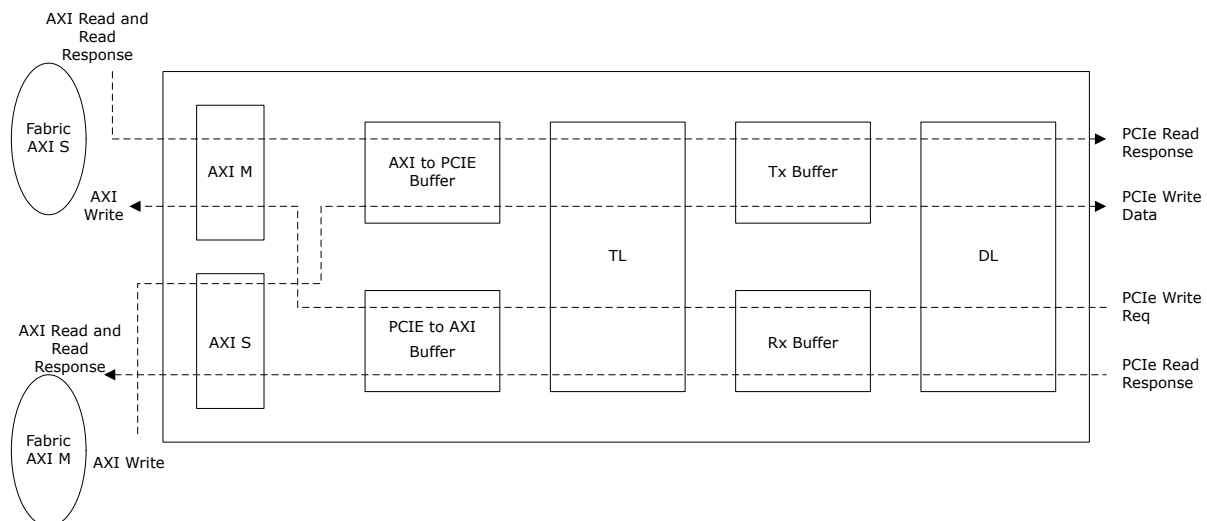 AXI Read and
Read
Response
Fabric
AXI S
AXI M
AXI to PCIE
Buffer
Tx Buffer
PCIe Read
Response
AXI
Write
PCIe Write
Data
TL
DL
PCIe Write
Req
AXI Read and
Read
Response
AXI S
PCIE to AXI
Buffer
Rx Buffer
PCIe Read
Response
Fabric
AXI M
AXI Write